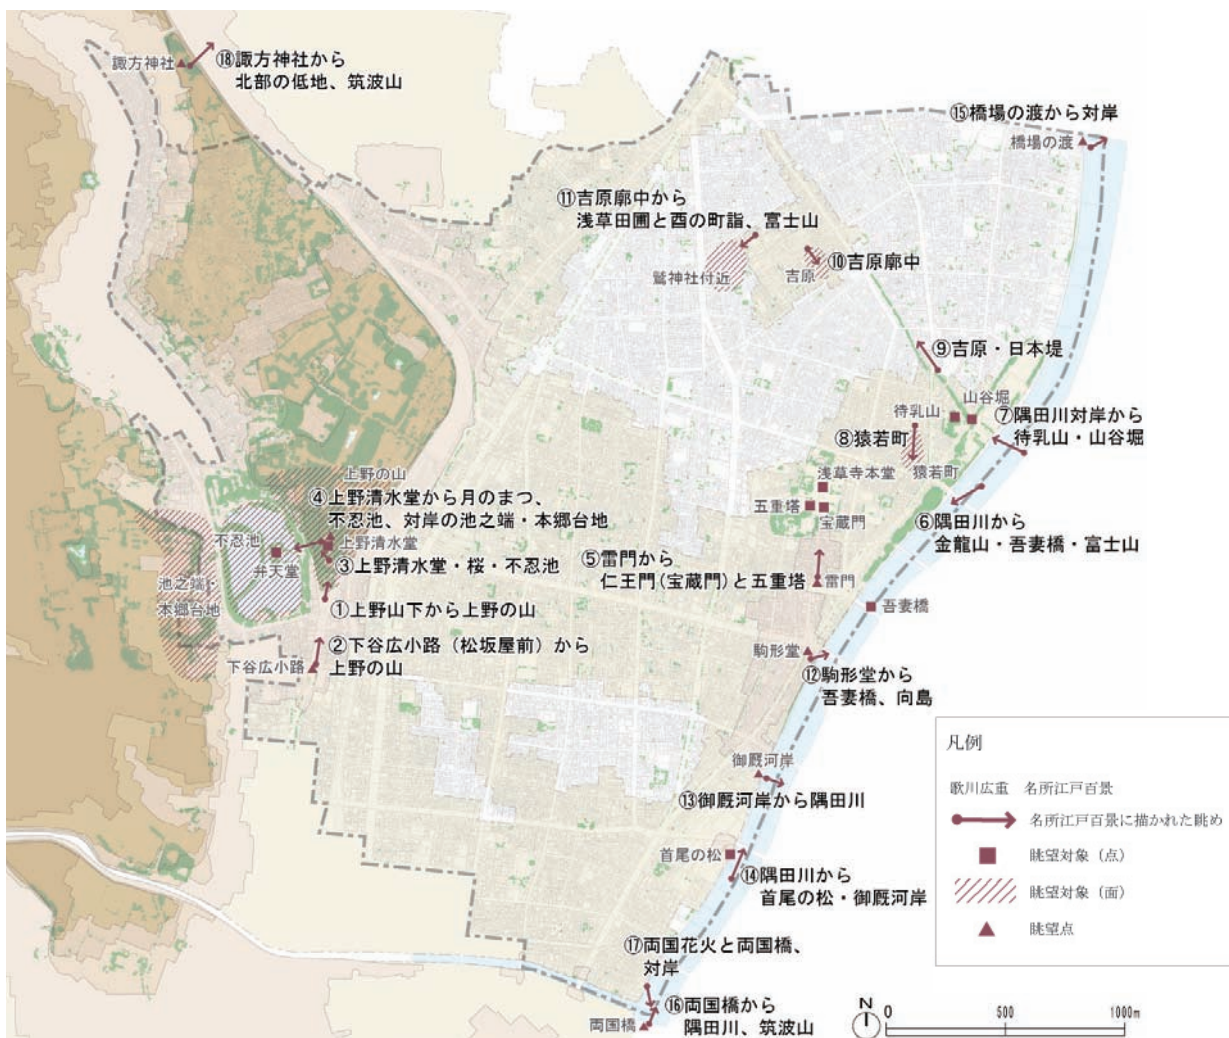 諏方神社
⑱諏方神社から
北部の低地、筑波山
⑮橋場の渡から対岸
橋場の渡
⑪吉原廓中から
浅草田圃と酉の町詣、富士山
鷲神社付近
吉原
⑩吉原廓中
⑨吉原・日本堤
待乳山
山谷堀
⑦隅田川対岸から
待乳山・山谷堀
⑧猿若町
猿若町
浅草寺本堂
五重塔
宝蔵門
⑥隅田川から
金龍山・吾妻橋・富士山
上野の山
④上野清水堂から月のまつ、
不忍池、対岸の池之端・本郷台地
不忍池
上野清水堂
弁天堂
③上野清水堂・桜・不忍池
池之端・
本郷台地
①上野山下から上野の山
⑤雷門から
仁王門(宝蔵門)と五重塔
雷門
吾妻橋
②下谷広小路（松坂屋前）から
上野の山
下谷広小路
駒形堂
⑫駒形堂から
吾妻橋、向島
御厩河岸
⑬御厩河岸から隅田川
首尾の松
⑭隅田川から
首尾の松・御厩河岸
⑰両国花火と両国橋、
対岸
⑯両国橋から
隅田川、筑波山
両国橋
凡例
歌川広重 名所江戸百景
名所江戸百景に描かれた眺め
眺望対象（点）
眺望対象（面）
眺望点
N
0 500 1000m